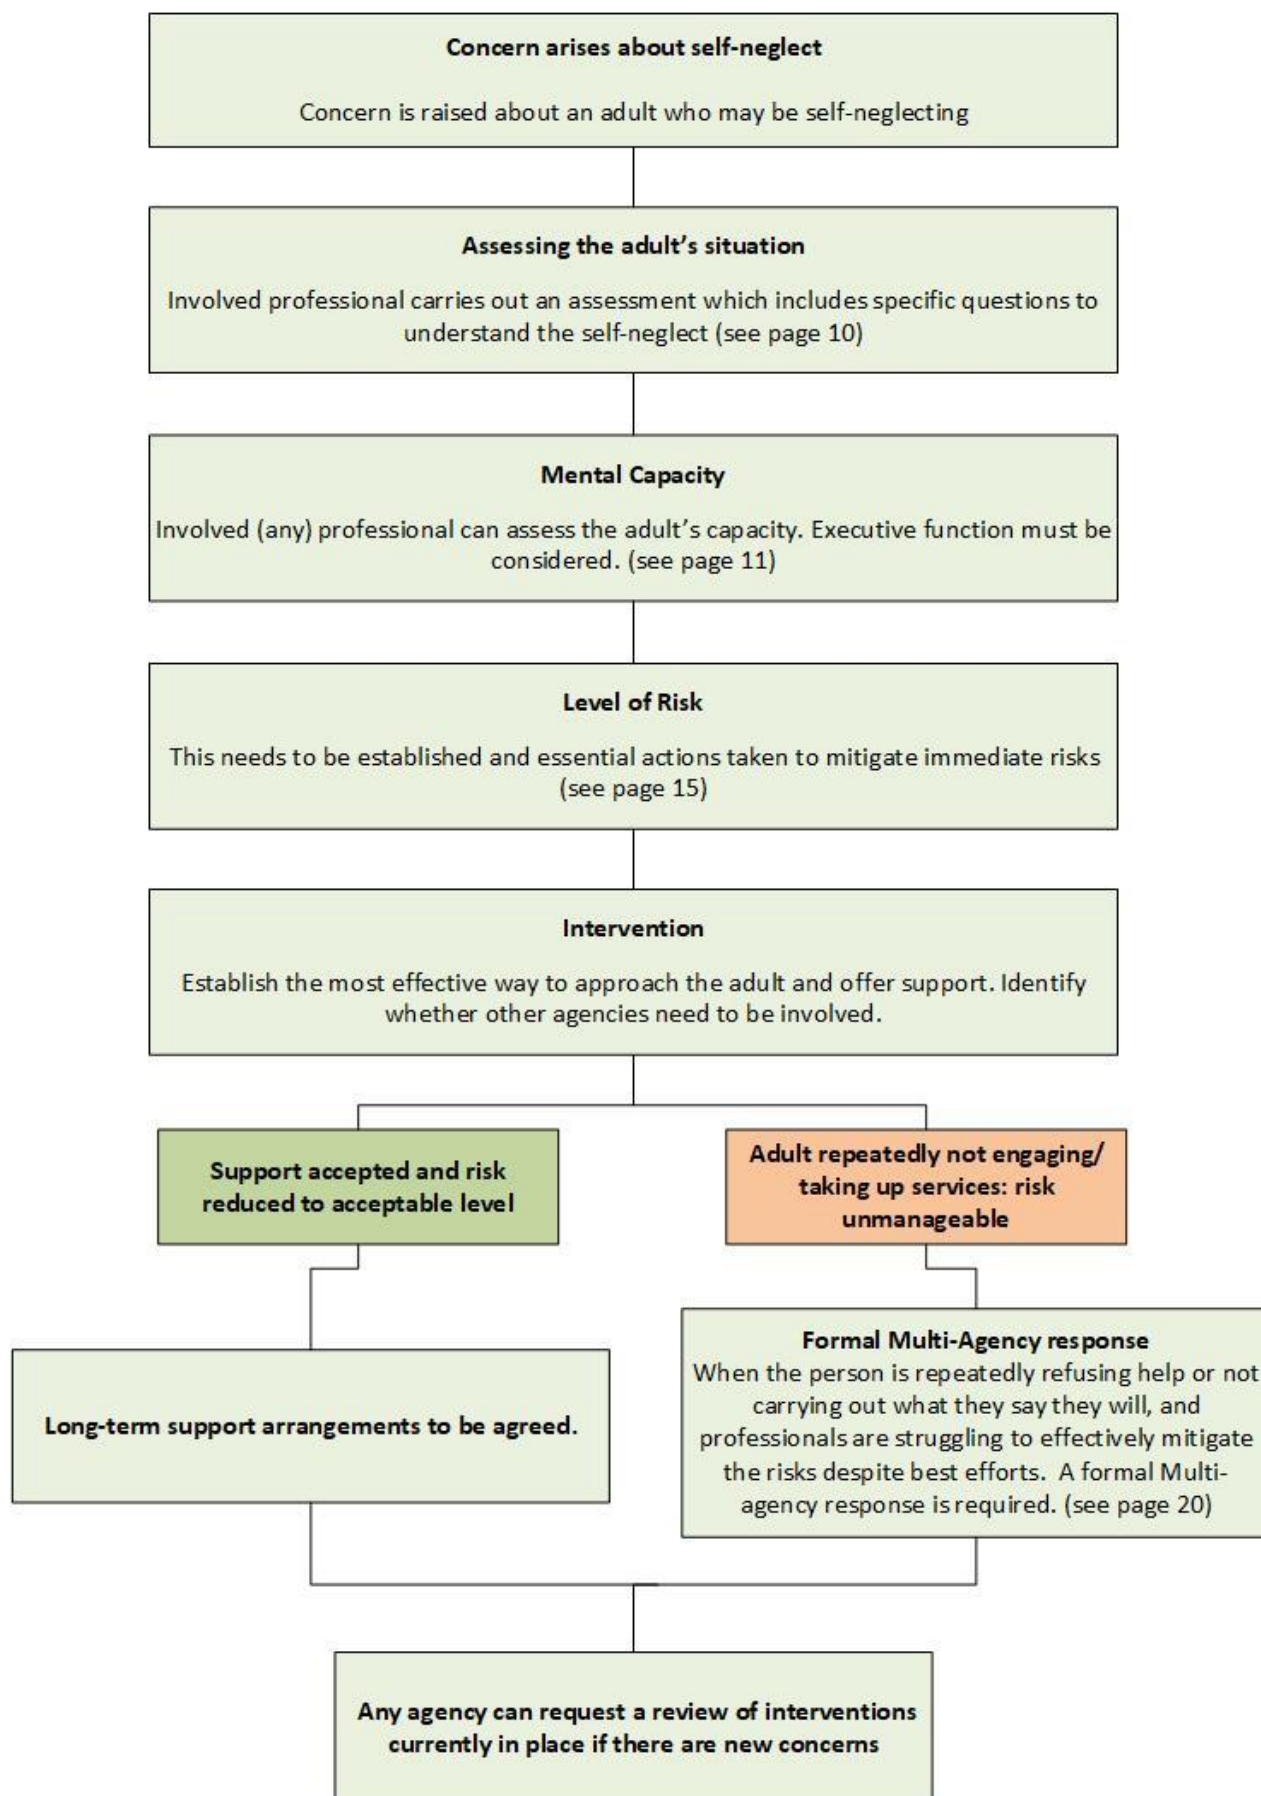 Concern arises about self-neglect
Concern is raised about an adult who may be self-neglecting
Assessing the adult’s situation
Involved professional carries out an assessment which includes specific questions to
understand the self-neglect (see page 10)
Mental Capacity
Involved (any) professional can assess the adult’s capacity. Executive function must be
considered. (see page 11)
Level of Risk
This needs to be established and essential actions taken to mitigate immediate risks
(see page 15)
Intervention
Establish the most effective way to approach the adult and offer support. Identify
whether other agencies need to be involved.
Support accepted and risk
reduced to acceptable level
Adult repeatedly not engaging/
taking up services: risk
unmanageable
Long-term support arrangements to be agreed.
Formal Multi-Agency response
When the person is repeatedly refusing help or not
carrying out what they say they will, and
professionals are struggling to effectively mitigate
the risks despite best efforts.  A formal Multi-
agency response is required. (see page 20)
Any agency can request a review of interventions
currently in place if there are new concerns